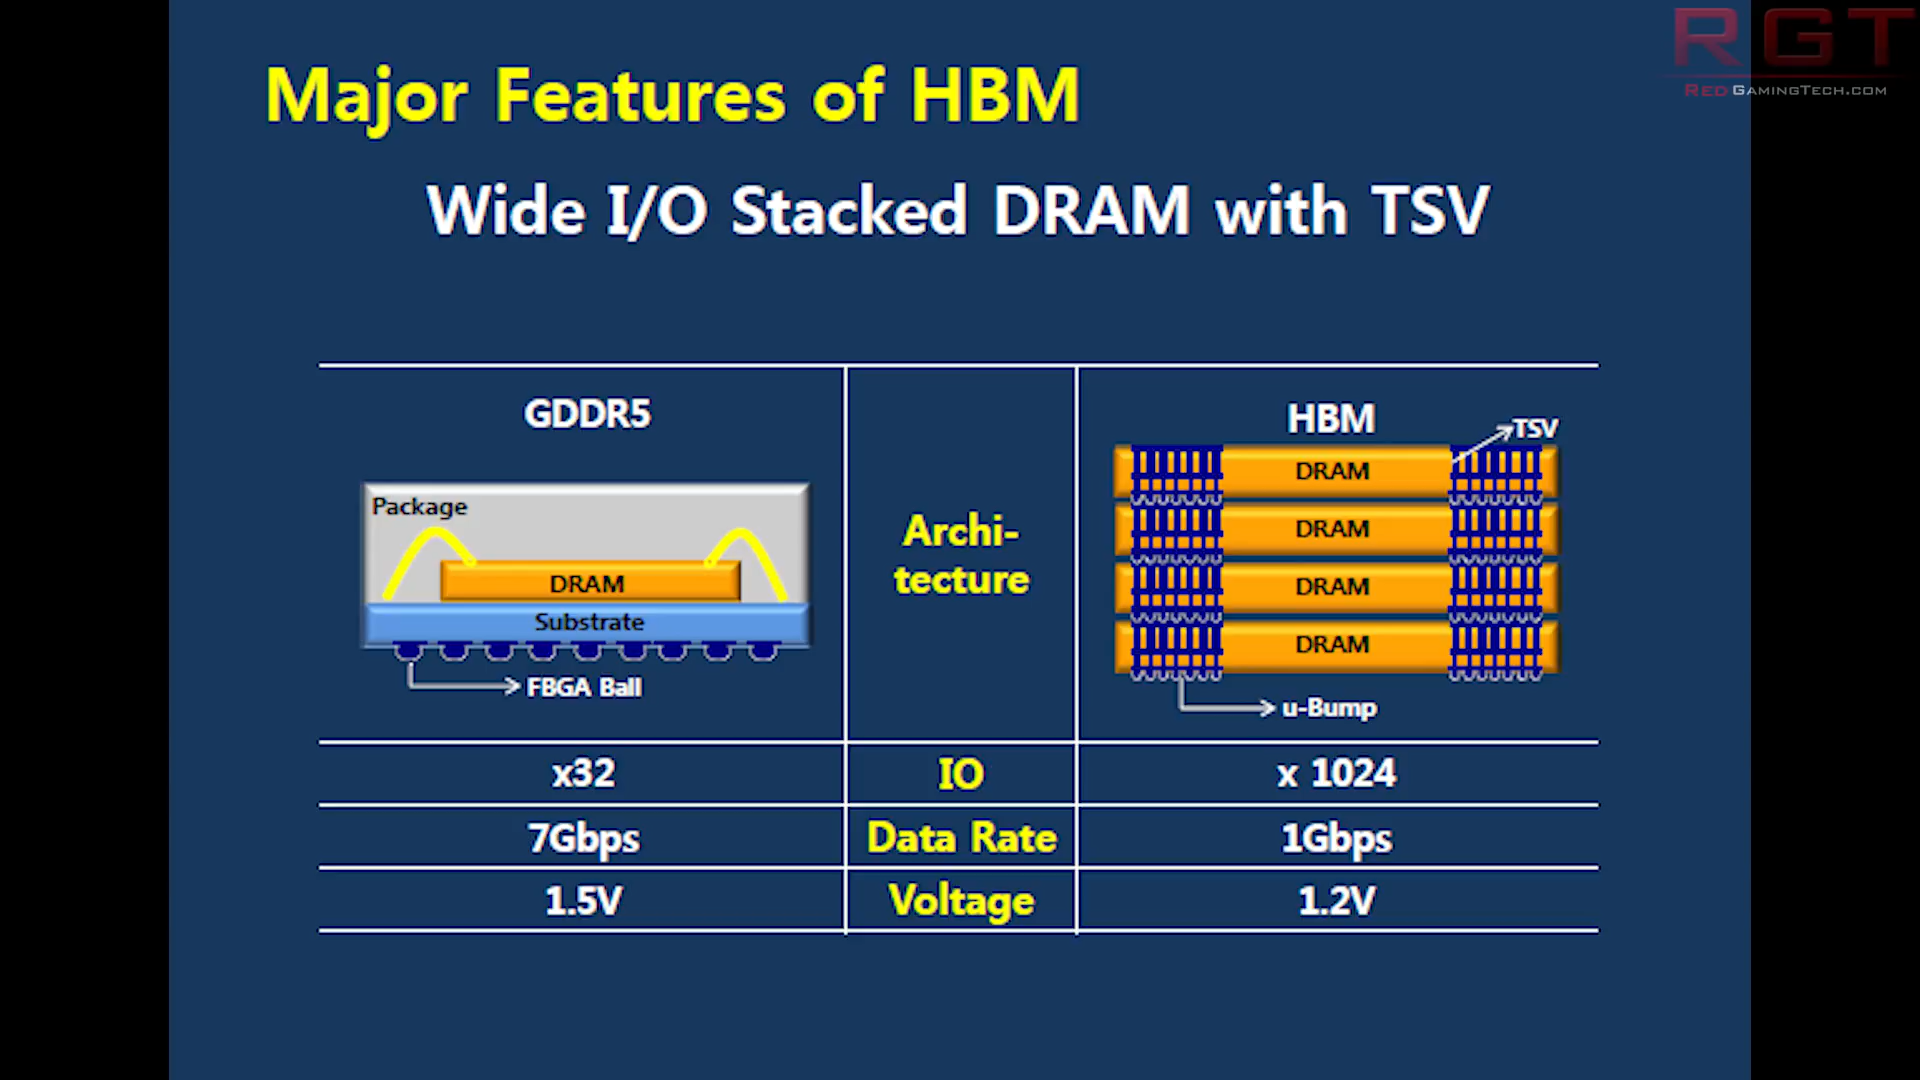 RGT
REDGAMINGTECH.COM
Major Features of HBM
Wide I/O Stacked DRAM with TSV
GDDR5
Package
DRAM
Substrate
FBGA Ball
Archi-
tecture
HBM
TSV
DRAM
DRAM
DRAM
DRAM
u-Bump
x32 IO x 1024
7Gbps Data Rate 1Gbps
1.5V Voltage 1.2V